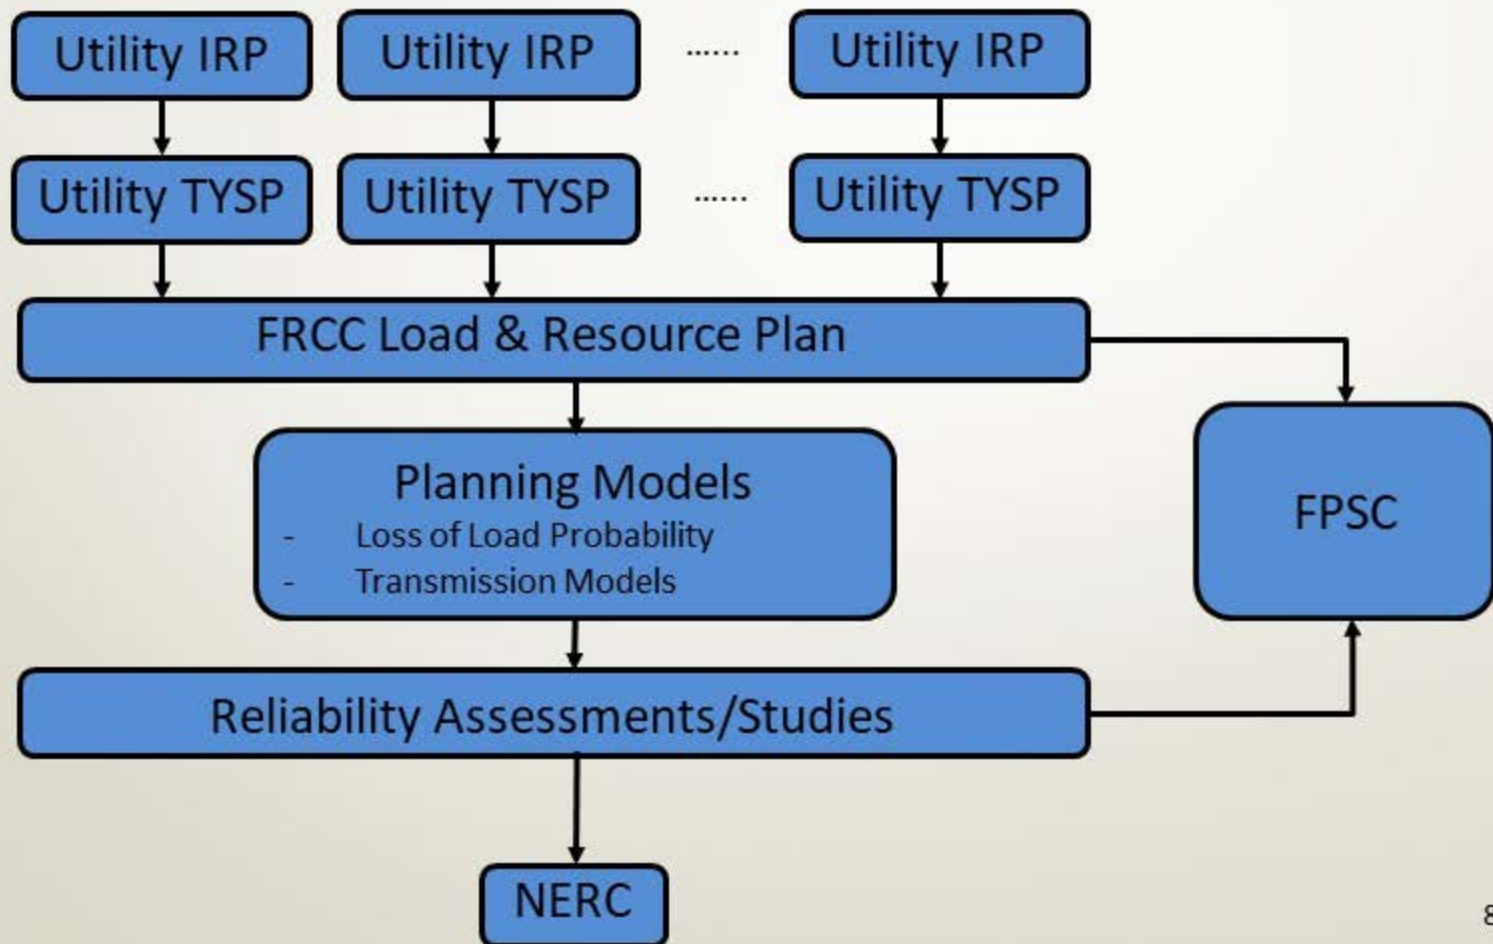 Utility IRP Utility IRP ...... Utility IRP
Utility TYSP Utility TYSP ...... Utility TYSP
FRCC Load & Resource Plan
Planning Models
- Loss of Load Probability
- Transmission Models
FPSC
Reliability Assessments/Studies
NERC
8